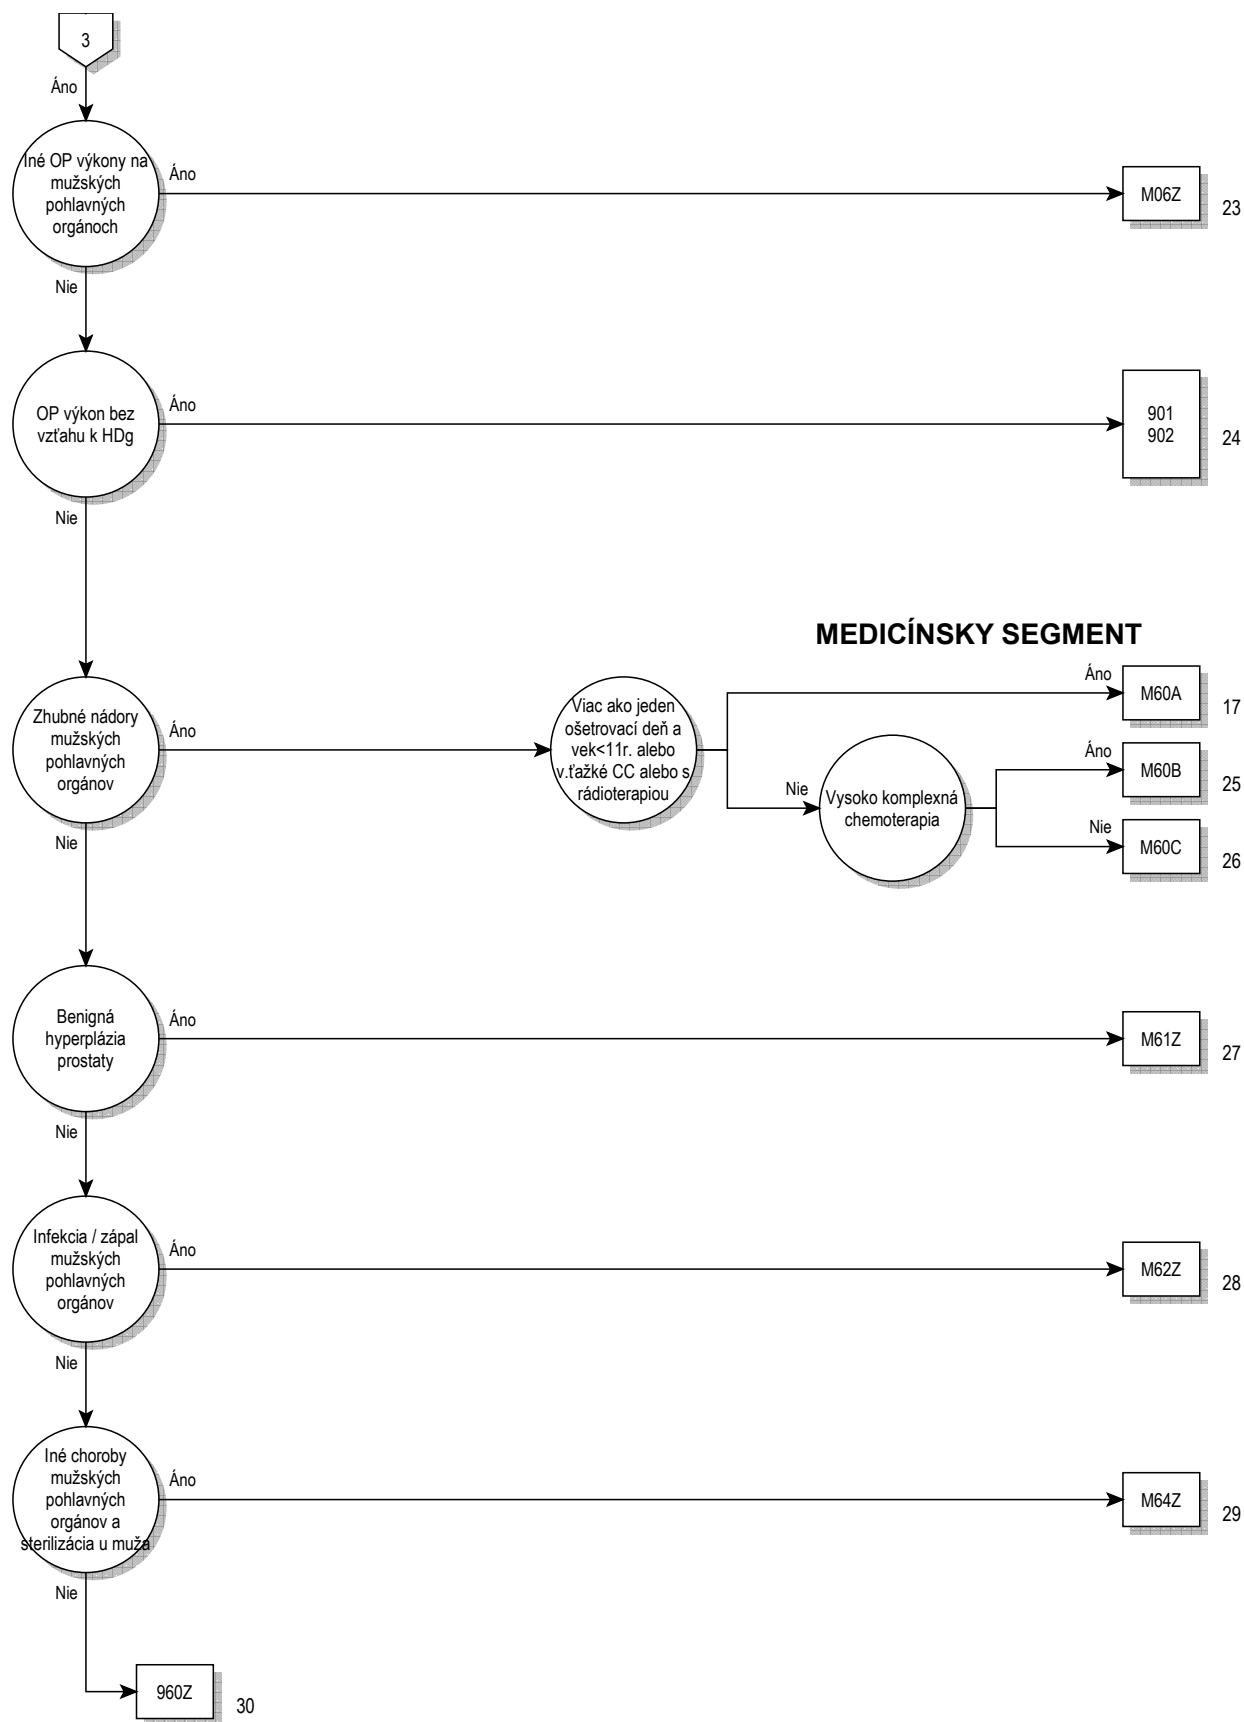 3
Áno
Iné OP výkony na
mužských
pohlavných
orgánoch
Áno
M06Z
23
Nie
OP výkon bez
vzťahu k HDg
Áno
901
902
24
Nie
MEDICÍNSKY SEGMENT
Zhubné nádory
mužských
pohlavných
orgánov
Áno
Viac ako jeden
ošetrovací deň a
vek<11r. alebo
v.ťažké CC alebo s
rádioterapiou
Áno
M60A
17
Nie
Vysoko komplexná
chemoterapia
Áno
M60B
25
Nie
M60C
26
Nie
Benigná
hyperplázia
prostaty
Áno
M61Z
27
Nie
Infekcia / zápal
mužských
pohlavných
orgánov
Áno
M62Z
28
Nie
Iné choroby
mužských
pohlavných
orgánov a
sterilizácia u muža
Áno
M64Z
29
Nie
960Z
30